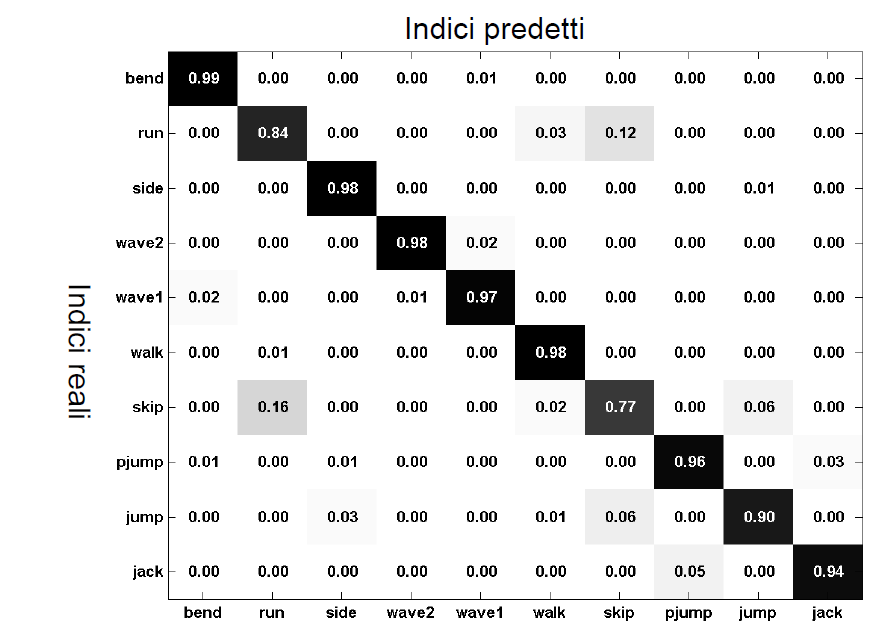 Indici predetti
Indici reali
bend 0.99 0.00 0.00 0.00 0.01 0.00 0.00 0.00 0.00 0.00
run 0.00 0.84 0.00 0.00 0.00 0.03 0.12 0.00 0.00 0.00
side 0.00 0.00 0.98 0.00 0.00 0.00 0.00 0.00 0.01 0.00
wave2 0.00 0.00 0.00 0.98 0.02 0.00 0.00 0.00 0.00 0.00
wave1 0.02 0.00 0.00 0.01 0.97 0.00 0.00 0.00 0.00 0.00
walk 0.00 0.01 0.00 0.00 0.00 0.98 0.00 0.00 0.00 0.00
skip 0.00 0.16 0.00 0.00 0.00 0.02 0.77 0.00 0.06 0.00
pjump 0.01 0.00 0.01 0.00 0.00 0.00 0.00 0.96 0.00 0.03
jump 0.00 0.00 0.03 0.00 0.00 0.01 0.06 0.00 0.90 0.00
jack 0.00 0.00 0.00 0.00 0.00 0.00 0.00 0.05 0.00 0.94
bend run side wave2 wave1 walk skip pjump jump jack